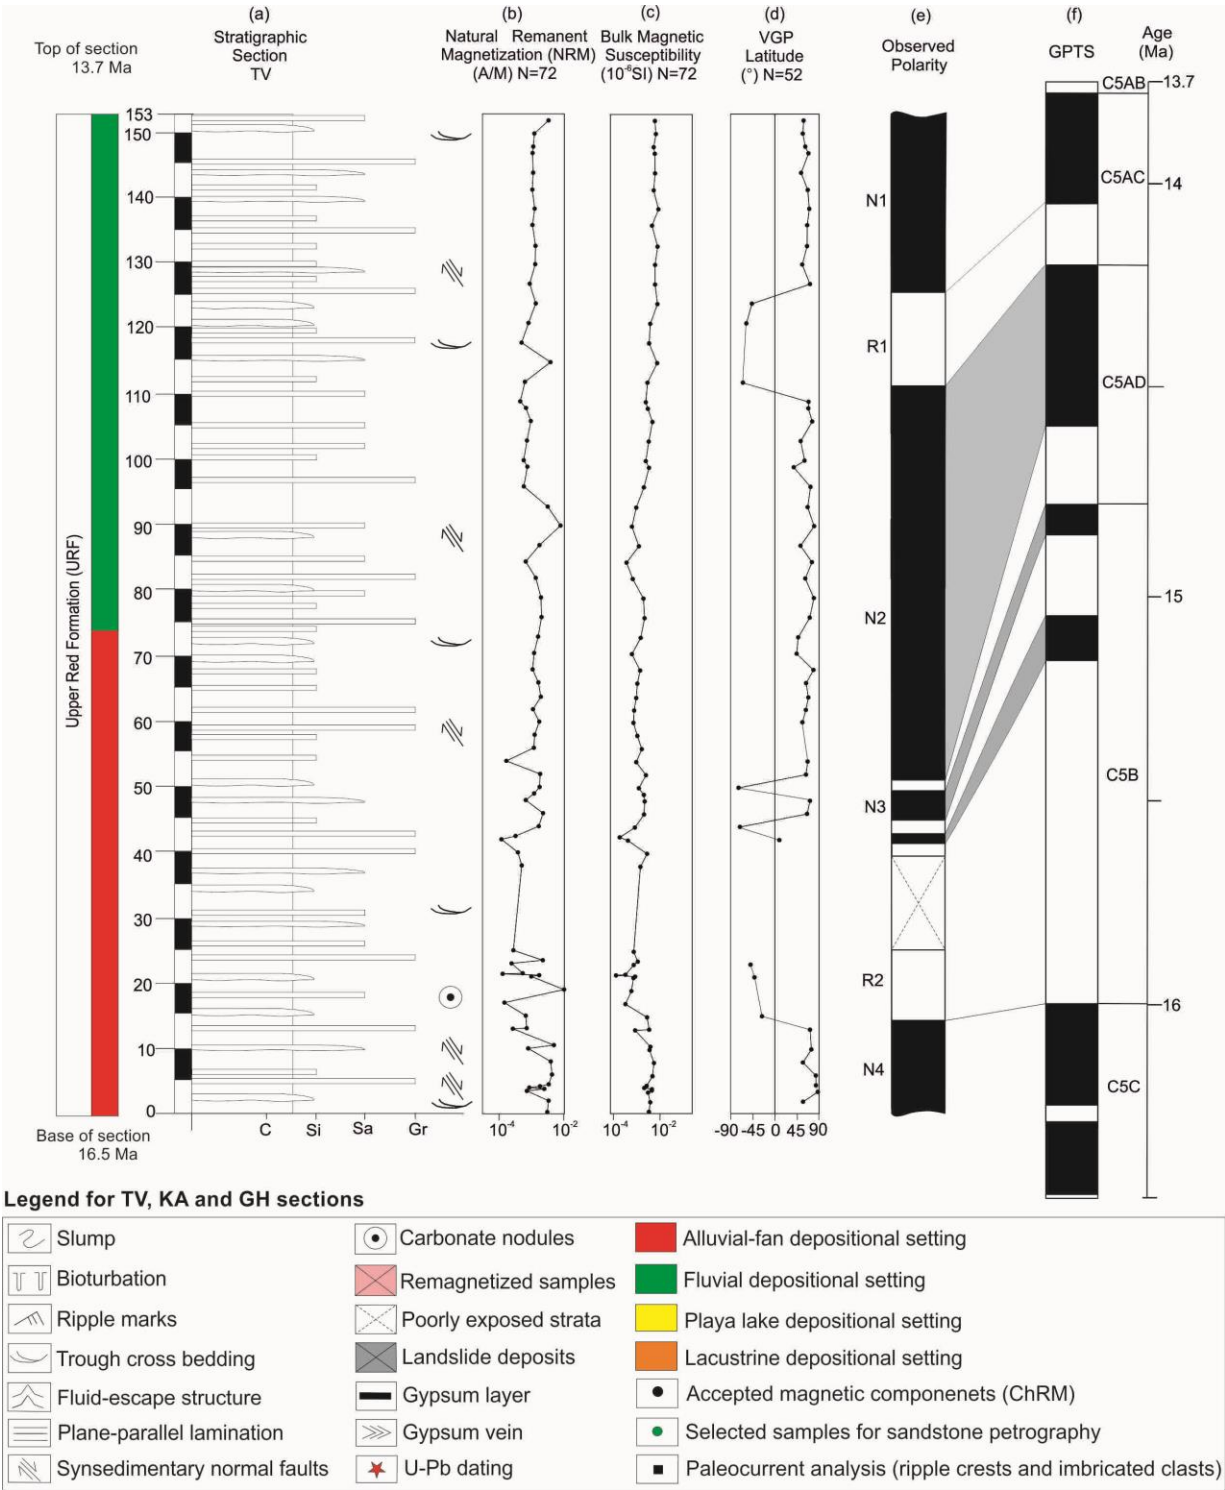 (a)
(b)
(c)
(d)
(e)
(f)
Top of section
13.7 Ma
Stratigraphic
Section
TV
Natural Remanent
Magnetization (NRM)
(A/M) N=72
Bulk Magnetic
Susceptibility
(10⁻⁶SI) N=72
VGP
Latitude
(°) N=52
Observed
Polarity
GPTS
Age
(Ma)
Upper Red Formation (URF)
153
150
140
130
120
110
100
90
80
70
60
50
40
30
20
10
0
C
Si
Sa
Gr
10⁻⁴
10⁻²
10⁻⁴
10⁻²
-90 -45 0 45 90
N1
R1
N2
N3
R2
N4
C5AB
C5AC
C5AD
C5B
C5C
13.7
14
15
16
Base of section
16.5 Ma
Legend for TV, KA and GH sections
Slump
Bioturbation
Ripple marks
Trough cross bedding
Fluid-escape structure
Plane-parallel lamination
Synsedimentary normal faults
Carbonate nodules
Remagnetized samples
Poorly exposed strata
Landslide deposits
Gypsum layer
Gypsum vein
U-Pb dating
Alluvial-fan depositional setting
Fluvial depositional setting
Playa lake depositional setting
Lacustrine depositional setting
Accepted magnetic componenets (ChRM)
Selected samples for sandstone petrography
Paleocurrent analysis (ripple crests and imbricated clasts)